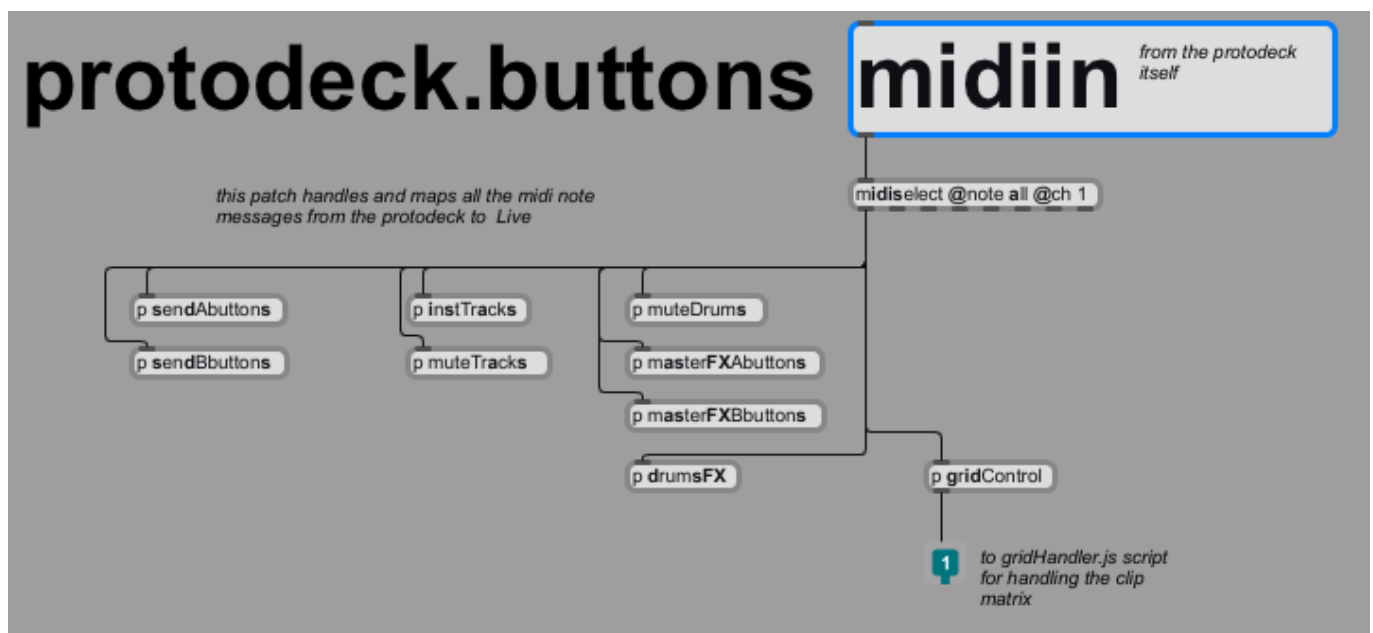 protodeck.buttons
midiin
from the protodeck
itself
this patch handles and maps all the midi note
messages from the protodeck to Live
midiselect @note all @ch 1
p sendAbuttons
p instTracks
p muteDrums
p sendBbuttons
p muteTracks
p masterFXAbuttons
p masterFXBbuttons
p drumsFX
p gridControl
1
to gridHandler.js script
for handling the clip
matrix